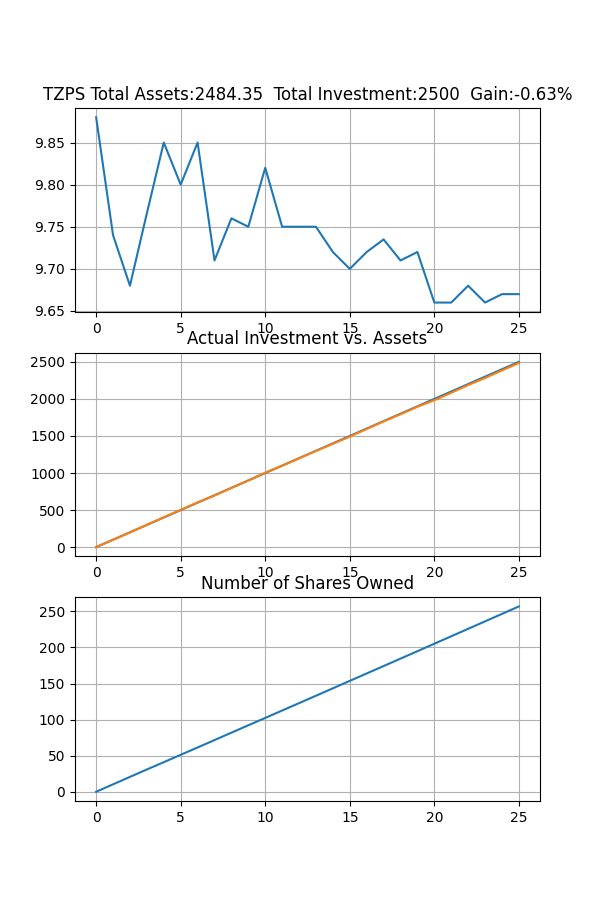 TZPS Total Assets:2484.35  Total Investment:2500  Gain:-0.63%
9.85
9.80
9.75
9.70
9.65
0 5 10 15 20 25
Actual Investment vs. Assets
2500
2000
1500
1000
500
0
0 5 10 15 20 25
Number of Shares Owned
250
200
150
100
50
0
0 5 10 15 20 25